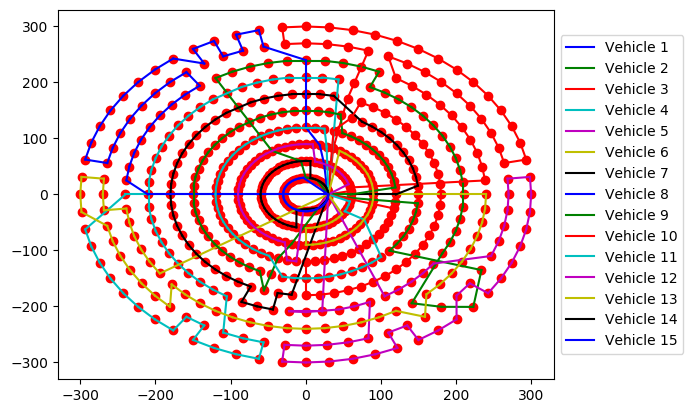 300
200
100
0
−100
−200
−300
−300
−200
−100
0
100
200
300
Vehicle 1
Vehicle 2
Vehicle 3
Vehicle 4
Vehicle 5
Vehicle 6
Vehicle 7
Vehicle 8
Vehicle 9
Vehicle 10
Vehicle 11
Vehicle 12
Vehicle 13
Vehicle 14
Vehicle 15